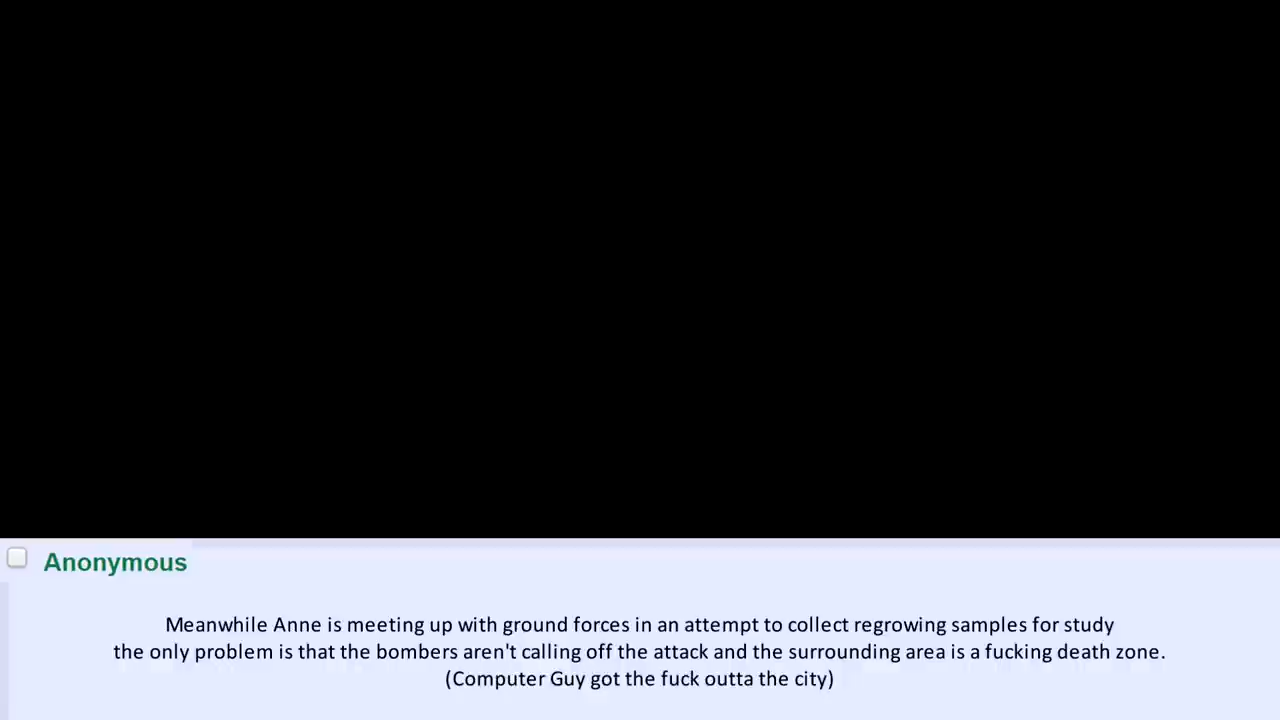 Anonymous
Meanwhile Anne is meeting up with ground forces in an attempt to collect regrowing samples for study
the only problem is that the bombers aren't calling off the attack and the surrounding area is a fucking death zone.
(Computer Guy got the fuck outta the city)